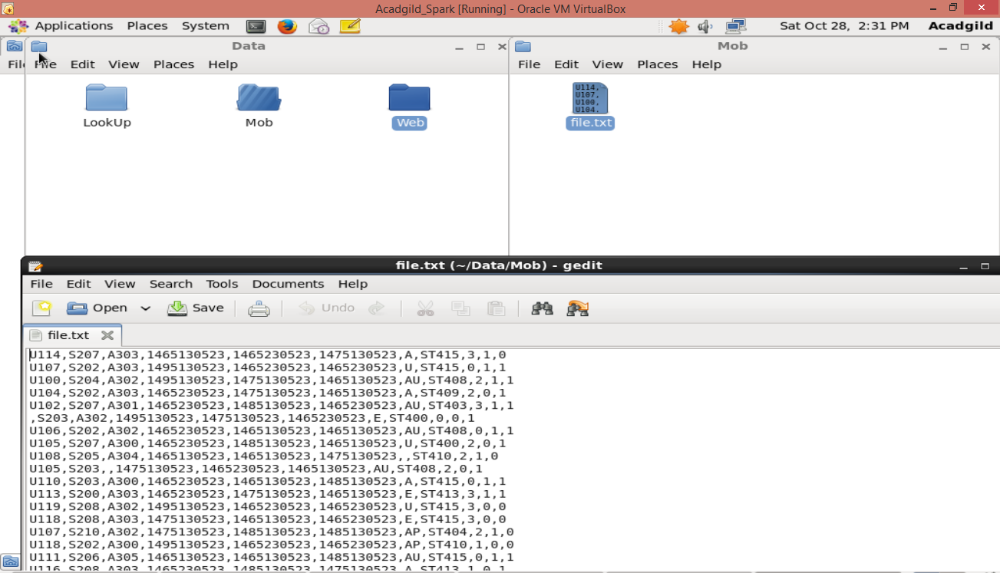 Acadgild_Spark [Running] - Oracle VM VirtualBox
Applications Places System Sat Oct 28, 2:31 PM Acadgild
Data
Mob
File Edit View Places Help
File Edit View Places Help
LookUp Mob Web
U114,
U107,
U100,
U104,
file.txt
file.txt (~/Data/Mob) - gedit
File Edit View Search Tools Documents Help
Open Save Undo
file.txt
U114,S207,A303,1465130523,1465230523,1475130523,A,ST415,3,1,0
U107,S202,A303,1495130523,1465130523,1465230523,U,ST415,0,1,1
U100,S204,A302,1495130523,1475130523,1465130523,AU,ST408,2,1,1
U104,S202,A303,1465230523,1475130523,1465130523,A,ST409,2,0,1
U102,S207,A301,1465230523,1485130523,1465230523,AU,ST403,3,1,1
,S203,A302,1495130523,1475130523,1465230523,E,ST400,0,0,1
U106,S202,A302,1465230523,1465130523,1465130523,AU,ST408,0,1,1
U105,S207,A300,1465130523,1485130523,1465130523,U,ST400,2,0,1
U108,S205,A304,1465130523,1465130523,1475130523,,ST410,2,1,0
U105,S203,,1475130523,1465230523,1465130523,AU,ST408,2,0,1
U110,S203,A300,1465230523,1465130523,1485130523,A,ST415,0,1,1
U113,S200,A303,1465230523,1475130523,1465230523,E,ST413,3,1,1
U119,S208,A302,1495130523,1465230523,1465230523,U,ST415,3,0,0
U118,S208,A303,1475130523,1465130523,1465230523,E,ST415,3,0,0
U107,S210,A302,1475130523,1485130523,1485130523,AP,ST404,2,1,0
U118,S202,A300,1495130523,1465230523,1465230523,AP,ST410,1,0,0
U111,S206,A305,1465130523,1465130523,1485130523,AU,ST415,0,1,1
U116,S208,A303,1465230523,1485130523,1475130523,A,ST413,1,0,1